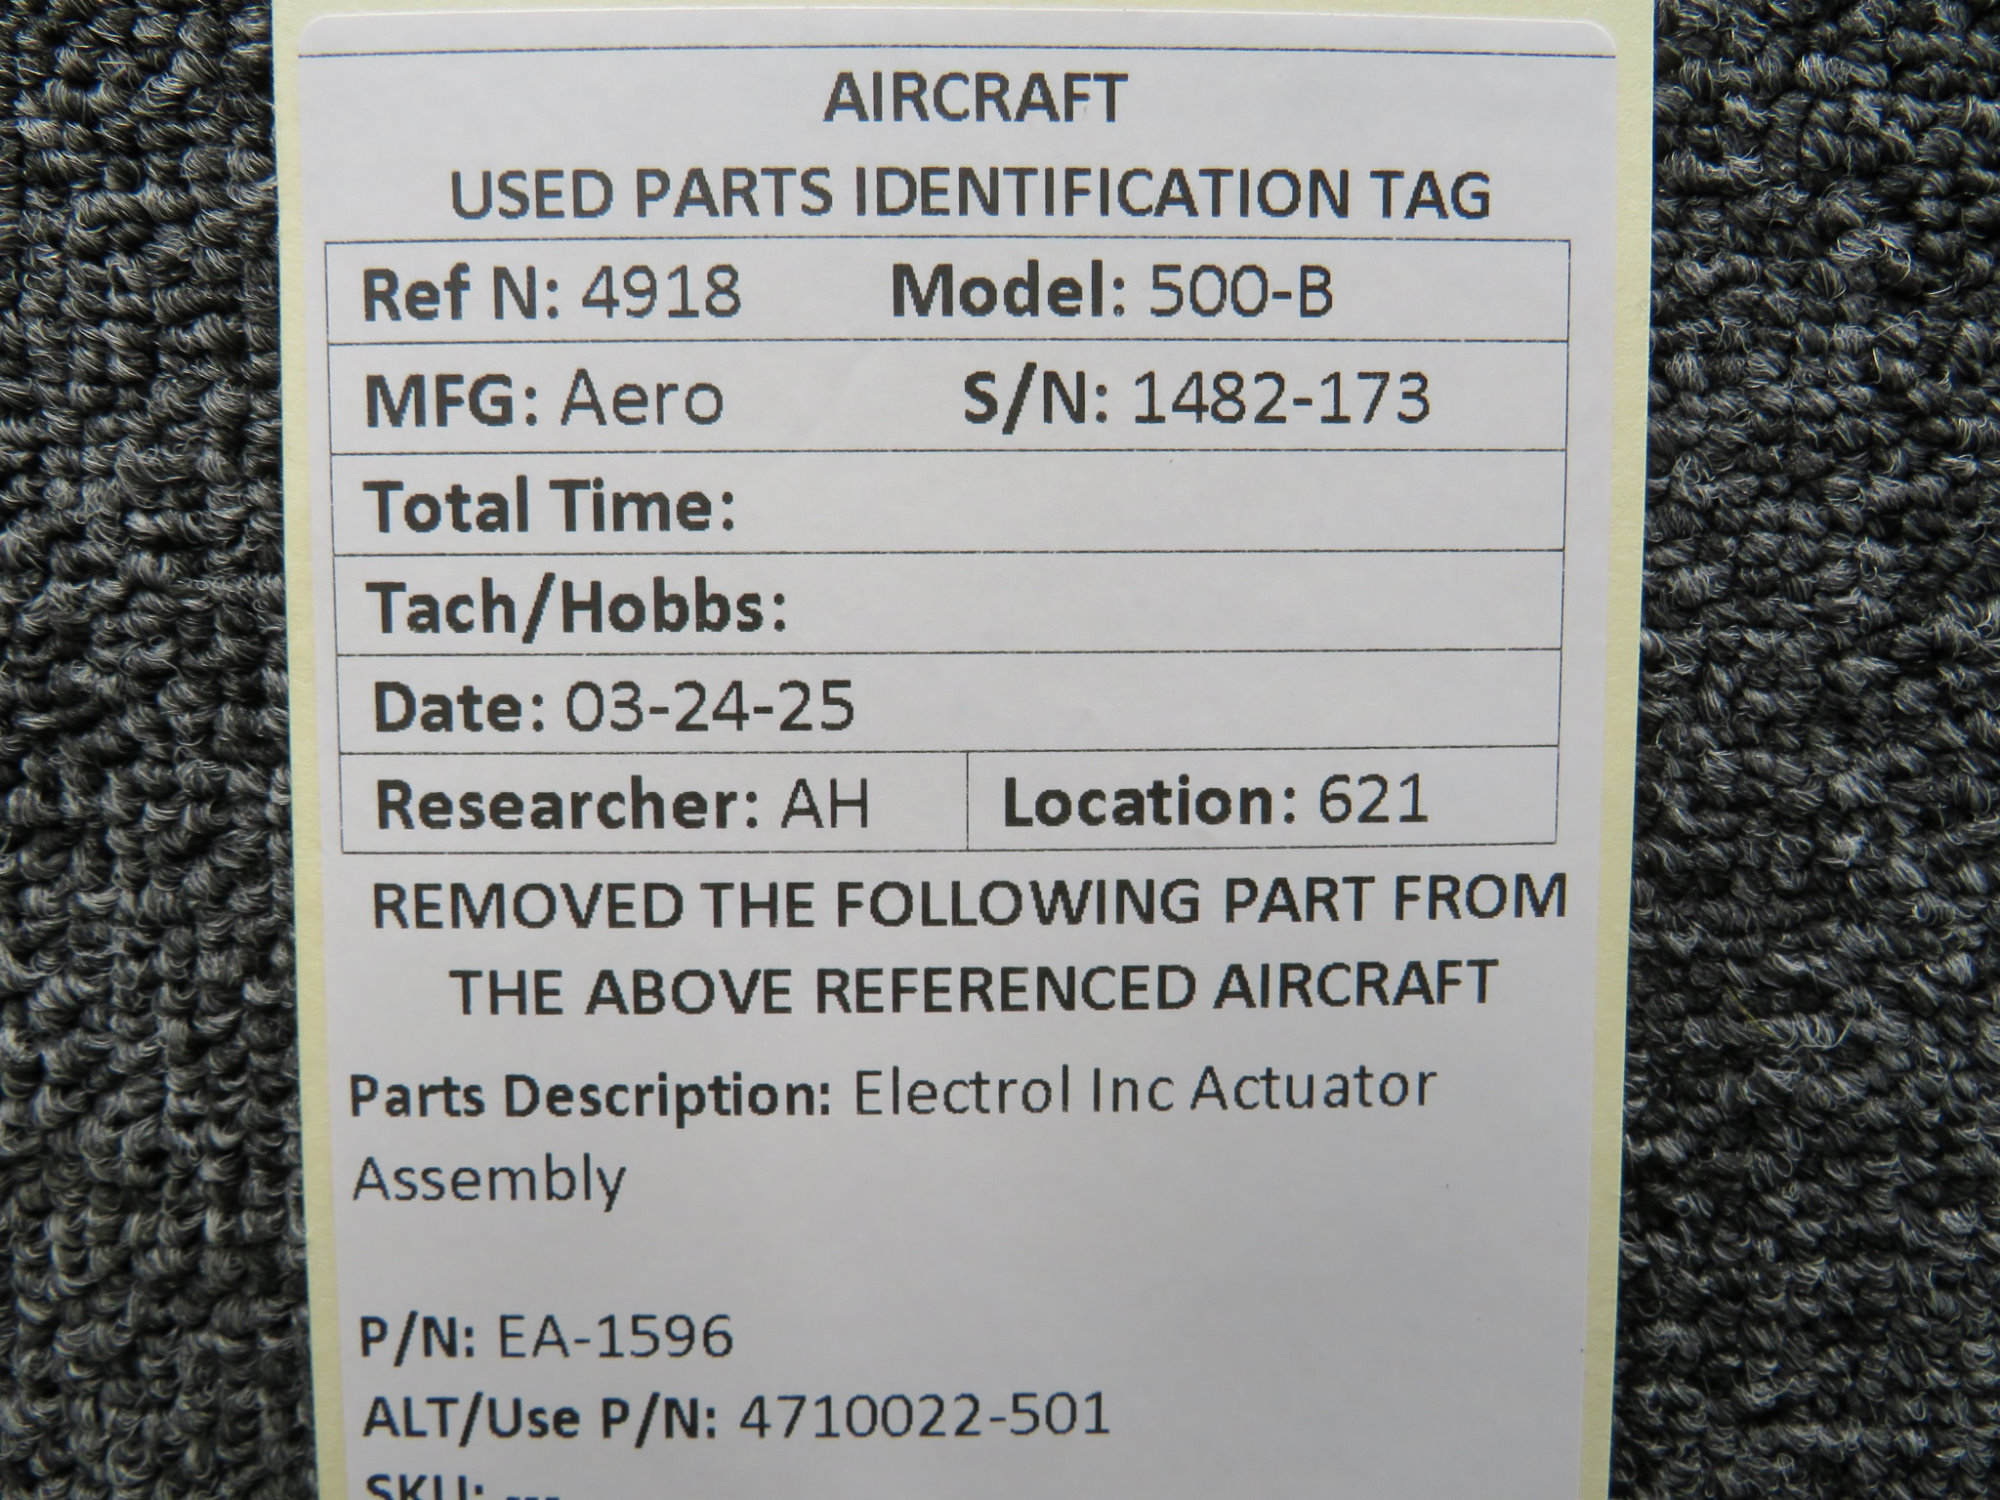 AIRCRAFT
USED PARTS IDENTIFICATION TAG
Ref N: 4918 Model: 500-B
MFG: Aero S/N: 1482-173
Total Time:
Tach/Hobbs:
Date: 03-24-25
Researcher: AH Location: 621
REMOVED THE FOLLOWING PART FROM
THE ABOVE REFERENCED AIRCRAFT
Parts Description: Electrol Inc Actuator
Assembly
P/N: EA-1596
ALT/Use P/N: 4710022-501
SKU: ---